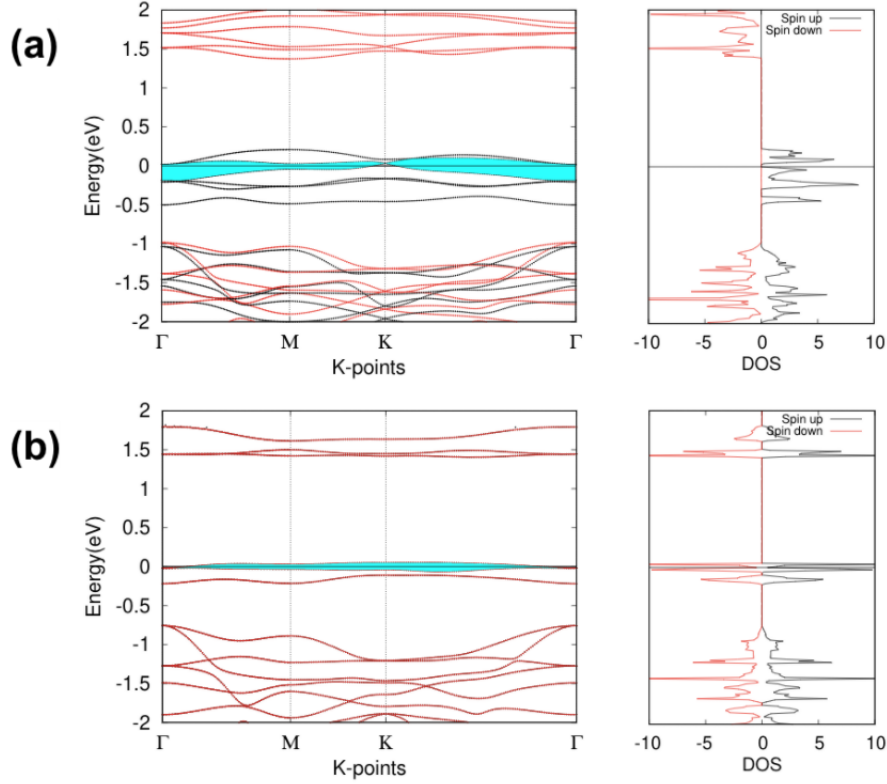 (a)
Energy(eV)
2
1.5
1
0.5
0
-0.5
-1
-1.5
-2
Γ M K Γ
K-points
Spin up
Spin down
-10 -5 0 5 10
DOS
(b)
Energy(eV)
2
1.5
1
0.5
0
-0.5
-1
-1.5
-2
Γ M K Γ
K-points
Spin up
Spin down
-10 -5 0 5 10
DOS